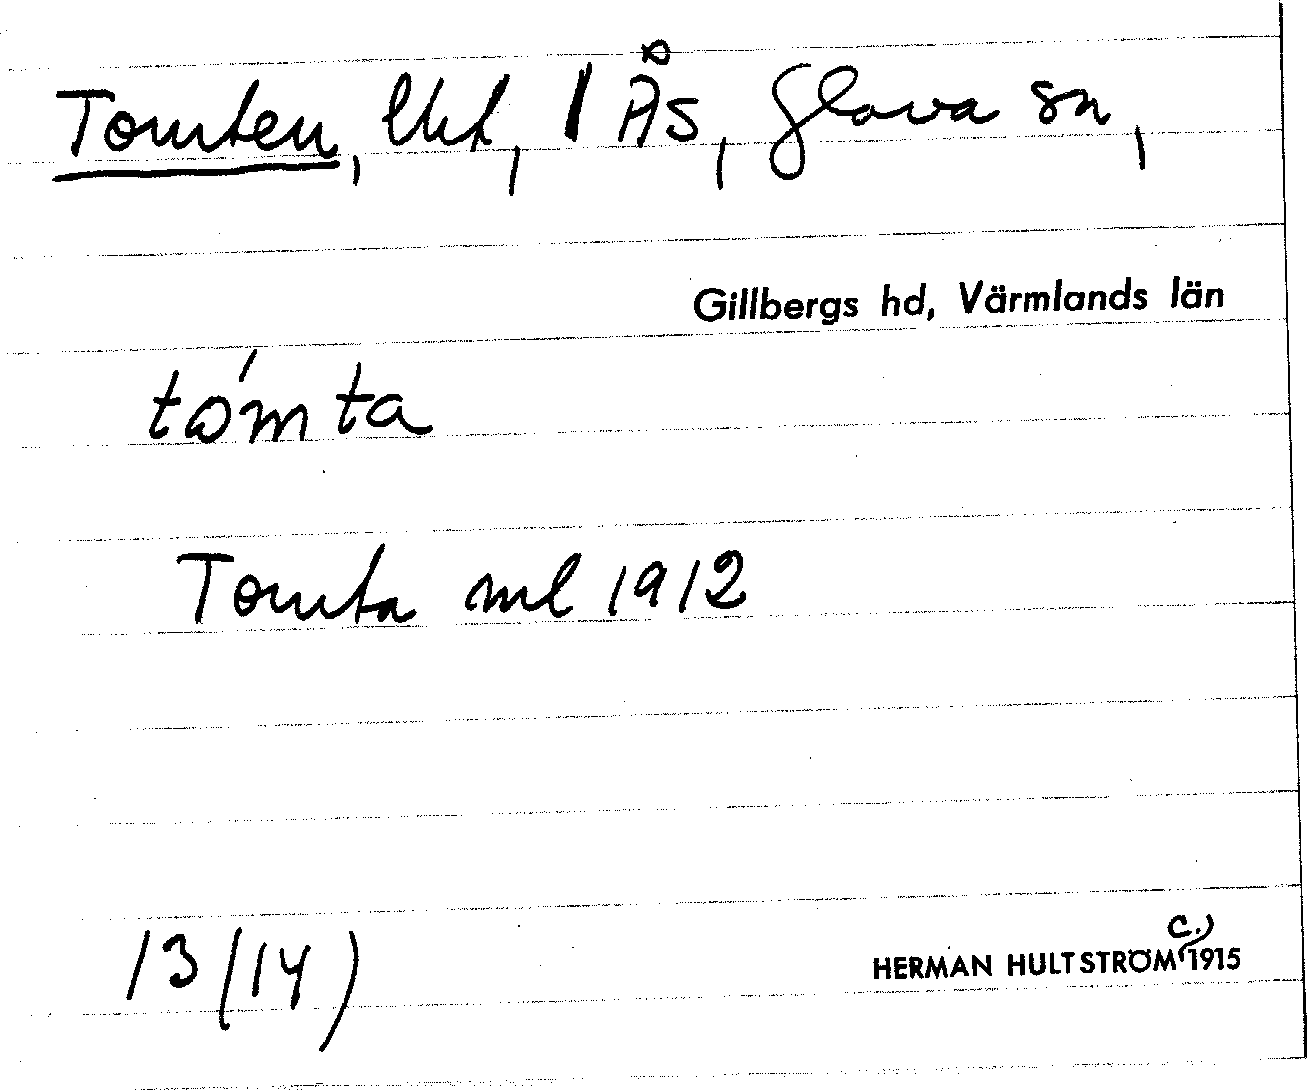 Tomten, lht, 1 Ås, Glava sn,
Gillbergs hd, Värmlands län
tómta
Tomta ml 1912
13 (14)
HERMAN HULTSTRÖM c. 1915